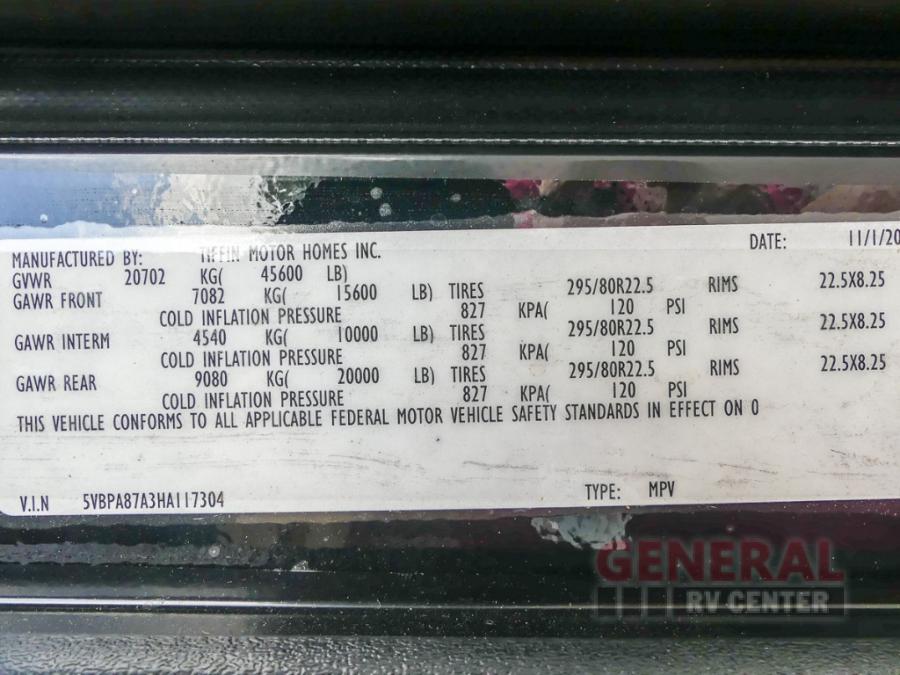 MANUFACTURED BY: TIFFIN MOTOR HOMES INC. DATE: 11/1/20
GVWR 20702 KG( 45600 LB)
GAWR FRONT 7082 KG( 15600 LB) TIRES 295/80R22.5 RIMS 22.5X8.25
COLD INFLATION PRESSURE 827 KPA( 120 PSI
GAWR INTERM 4540 KG( 10000 LB) TIRES 295/80R22.5 RIMS 22.5X8.25
COLD INFLATION PRESSURE 827 KPA( 120 PSI
GAWR REAR 9080 KG( 20000 LB) TIRES 295/80R22.5 RIMS 22.5X8.25
COLD INFLATION PRESSURE 827 KPA( 120 PSI
THIS VEHICLE CONFORMS TO ALL APPLICABLE FEDERAL MOTOR VEHICLE SAFETY STANDARDS IN EFFECT ON 0
V.I.N 5VBPA87A3HA117304 TYPE: MPV
GENERAL
RV CENTER